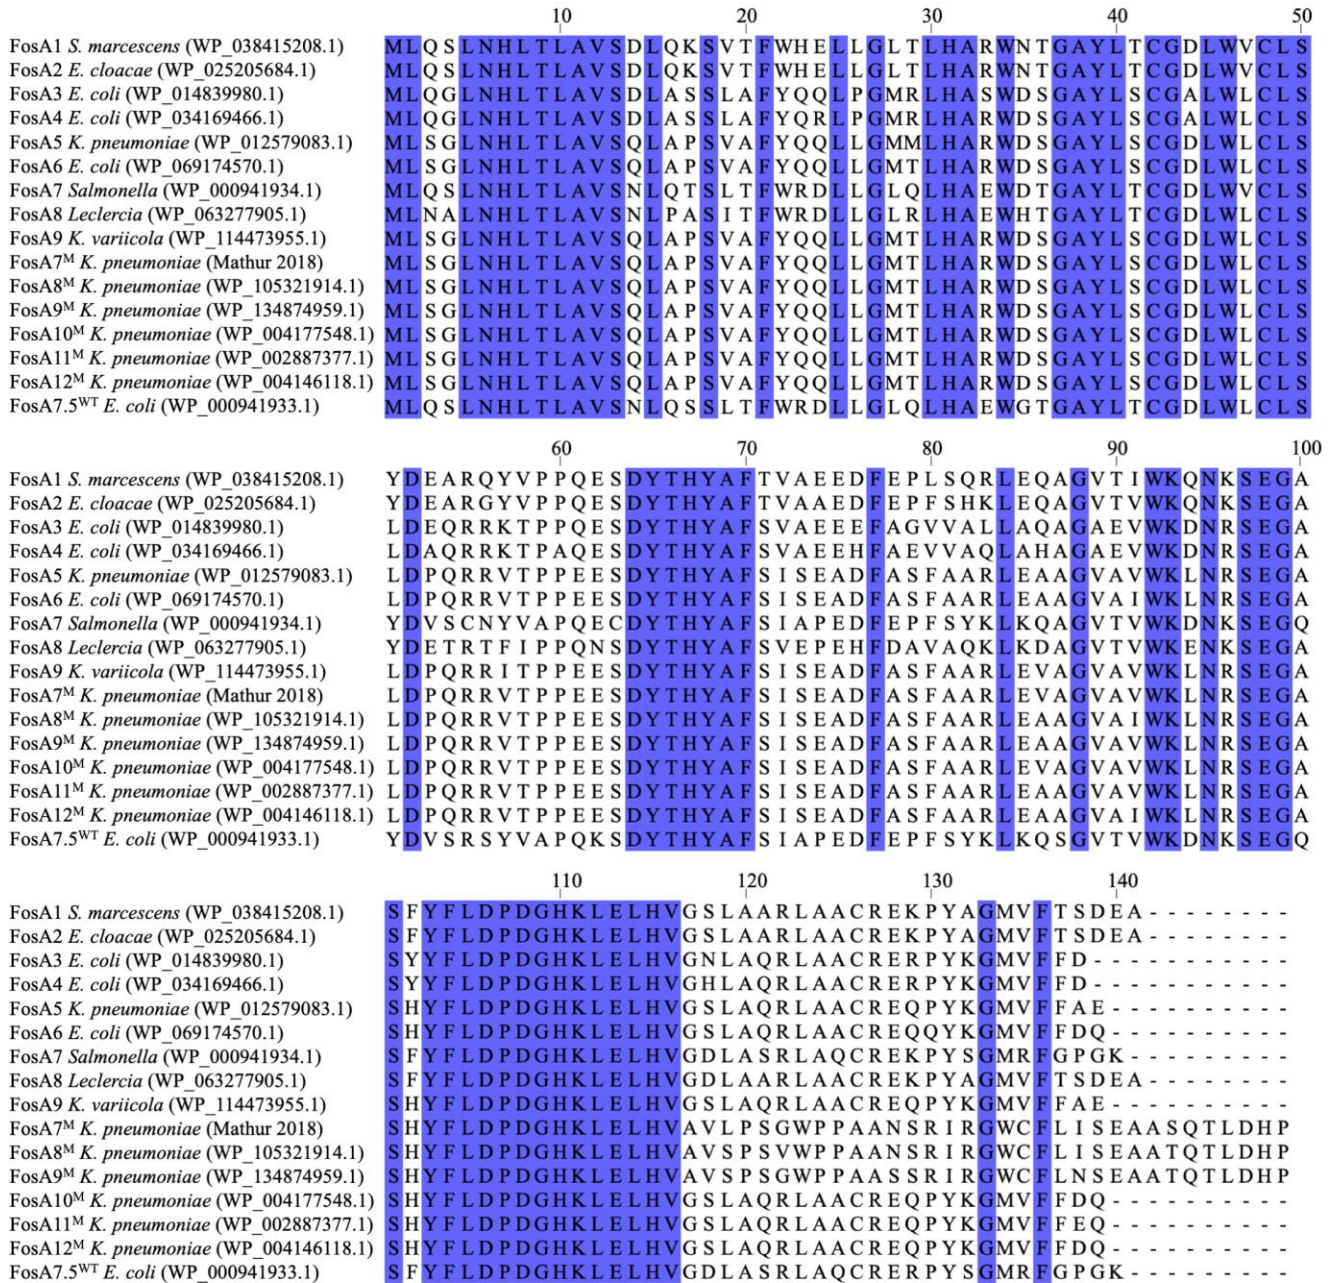 10 20 30 40 50
FosA1 S. marcescens (WP_038415208.1) MLQSLNHLTLAVSDLQKSVTFWHELLGLTLHARWNTGAYLTCGDLWVCLS
FosA2 E. cloacae (WP_025205684.1) MLQSLNHLTLAVSDLQKSVTFWHELLGLTLHARWNTGAYLTCGDLWVCLS
FosA3 E. coli (WP_014839980.1) MLQGLNHLTLAVSDLASSLAFYQQLPGMRLHASWDSGAYLSCGALWLCLS
FosA4 E. coli (WP_034169466.1) MLQGLNHLTLAVSDLASSLAFYQRLPGMRLHASWDSGAYLSCGALWLCLS
FosA5 K. pneumoniae (WP_012579083.1) MLSGLNHLTLAVSQLAPSVAFYQQLLGMMLHARWDSGAYLSCGDLWLCLS
FosA6 E. coli (WP_069174570.1) MLSGLNHLTLAVSQLAPSVAFYQQLLGMTLHARWDSGAYLSCGDLWLCLS
FosA7 Salmonella (WP_000941934.1) MLQSLNHLTLAVSNLQTSLTFWRDLLGLQLHAEWDTGAYLTCGDLWVCLS
FosA8 Leclercia (WP_063277905.1) MLNALNHLTLAVSNLPASITFWRDLLGLRLHAEWHTGAYLTCGDLWLCLS
FosA9 K. variicola (WP_114473955.1) MLSGLNHLTLAVSQLAPSVAFYQQLLGMTLHARWDSGAYLSCGDLWLCLS
FosA7ᴹ K. pneumoniae (Mathur 2018) MLSGLNHLTLAVSQLAPSVAFYQQLLGMTLHARWDSGAYLSCGDLWLCLS
FosA8ᴹ K. pneumoniae (WP_105321914.1) MLSGLNHLTLAVSQLAPSVAFYQQLLGMTLHARWDSGAYLSCGDLWLCLS
FosA9ᴹ K. pneumoniae (WP_134874959.1) MLSGLNHLTLAVSQLAPSVAFYQQLLGMTLHARWDSGAYLSCGDLWLCLS
FosA10ᴹ K. pneumoniae (WP_004177548.1) MLSGLNHLTLAVSQLAPSVAFYQQLLGMTLHARWDSGAYLSCGDLWLCLS
FosA11ᴹ K. pneumoniae (WP_002887377.1) MLSGLNHLTLAVSQLAPSVAFYQQLLGMTLHARWDSGAYLSCGDLWLCLS
FosA12ᴹ K. pneumoniae (WP_004146118.1) MLSGLNHLTLAVSQLAPSVAFYQQLLGMTLHARWDSGAYLSCGDLWLCLS
FosA7.5ᵂᵀ E. coli (WP_000941933.1) MLQSLNHLTLAVSNLQSSLTFWRDLLGLQLHAEWGTGAYLTCGDLWLCLS
60 70 80 90 100
FosA1 S. marcescens (WP_038415208.1) YDEARQYVPPQESDYTHYAFTVAEEDFEPLSQRLEQAGVTIWKQNKSEGA
FosA2 E. cloacae (WP_025205684.1) YDEARGYVPPQESDYTHYAFTVAAEDFEPFSHKLEQAGVTVWKQNKSEGA
FosA3 E. coli (WP_014839980.1) LDEQRRKTPPQESDYTHYAFSVAEEEFAGVVALLAQAGAEVWKDNRSEGA
FosA4 E. coli (WP_034169466.1) LDAQRRKTPAQESDYTHYAFSVAEEHFAEVVAQLAHAGAEVWKDNRSEGA
FosA5 K. pneumoniae (WP_012579083.1) LDPQRRVTPPEESDYTHYAFSISEADFASFAARLEAAGVAVWKLNRSEGA
FosA6 E. coli (WP_069174570.1) LDPQRRVTPPEESDYTHYAFSISEADFASFAARLEAAGVAIWKLNRSEGA
FosA7 Salmonella (WP_000941934.1) YDVSCNYVAPQECDYTHYAFSIAPEDFEPFSYKLKQAGVTVWKDNKSEGQ
FosA8 Leclercia (WP_063277905.1) YDETRTFIPPQNSDYTHYAFSVEPEHFDAVAQKLKDAGVTVWKENKSEGA
FosA9 K. variicola (WP_114473955.1) LDPQRRITPPEESDYTHYAFSISEADFASFAARLEVAGVAVWKLNRSEGA
FosA7ᴹ K. pneumoniae (Mathur 2018) LDPQRRVTPPEESDYTHYAFSISEADFASFAARLEVAGVAVWKLNRSEGA
FosA8ᴹ K. pneumoniae (WP_105321914.1) LDPQRRVTPPEESDYTHYAFSISEADFASFAARLEAAGVAIWKLNRSEGA
FosA9ᴹ K. pneumoniae (WP_134874959.1) LDPQRRVTPPEESDYTHYAFSISEADFASFAARLEAAGVAVWKLNRSEGA
FosA10ᴹ K. pneumoniae (WP_004177548.1) LDPQRRVTPPEESDYTHYAFSISEADFASFAARLEVAGVAVWKLNRSEGA
FosA11ᴹ K. pneumoniae (WP_002887377.1) LDPQRRVTPPEESDYTHYAFSISEADFASFAARLEAAGVAVWKLNRSEGA
FosA12ᴹ K. pneumoniae (WP_004146118.1) LDPQRRVTPPEESDYTHYAFSISEADFASFAARLEAAGVAIWKLNRSEGA
FosA7.5ᵂᵀ E. coli (WP_000941933.1) YDVSRSYVAPQKSDYTHYAFSIAPEDFEPFSYKLKQSGVTVWKDNKSEGQ
110 120 130 140
FosA1 S. marcescens (WP_038415208.1) SFYFLDPDGHKLELHVGSLAARLAACREKPYAGMVFTSDEA--------
FosA2 E. cloacae (WP_025205684.1) SFYFLDPDGHKLELHVGSLAARLAACREKPYAGMVFTSDEA--------
FosA3 E. coli (WP_014839980.1) SYYFLDPDGHKLELHVGNLAQRLAACRERPYKGMVFFD-----------
FosA4 E. coli (WP_034169466.1) SYYFLDPDGHKLELHVGHLAQRLAACRERPYKGMVFFD-----------
FosA5 K. pneumoniae (WP_012579083.1) SHYFLDPDGHKLELHVGSLAQRLAACREQPYKGMVFFAE----------
FosA6 E. coli (WP_069174570.1) SHYFLDPDGHKLELHVGSLAQRLAACREQQYKGMVFFDQ----------
FosA7 Salmonella (WP_000941934.1) SFYFLDPDGHKLELHVGDLASRLAQCREKPYSGMRFGPGK---------
FosA8 Leclercia (WP_063277905.1) SFYFLDPDGHKLELHVGDLAARLAACREKPYAGMVFTSDEA--------
FosA9 K. variicola (WP_114473955.1) SHYFLDPDGHKLELHVGSLAQRLAACREQPYKGMVFFAE----------
FosA7ᴹ K. pneumoniae (Mathur 2018) SHYFLDPDGHKLELHVAVLPSGWPPAANSRIRGWCFLISEAASQTLDHP
FosA8ᴹ K. pneumoniae (WP_105321914.1) SHYFLDPDGHKLELHVAVSPSVWPPAANSRIRGWCFLISEAATQTLDHP
FosA9ᴹ K. pneumoniae (WP_134874959.1) SHYFLDPDGHKLELHVAVSPSGWPPAASSRIRGWCFLNSEAATQTLDHP
FosA10ᴹ K. pneumoniae (WP_004177548.1) SHYFLDPDGHKLELHVGSLAQRLAACREQPYKGMVFFDQ----------
FosA11ᴹ K. pneumoniae (WP_002887377.1) SHYFLDPDGHKLELHVGSLAQRLAACREQPYKGMVFFEQ----------
FosA12ᴹ K. pneumoniae (WP_004146118.1) SHYFLDPDGHKLELHVGSLAQRLAACREQPYKGMVFFDQ----------
FosA7.5ᵂᵀ E. coli (WP_000941933.1) SFYFLDPDGHKLELHVGDLASRLAQCREKPYSGMRFGPGK---------